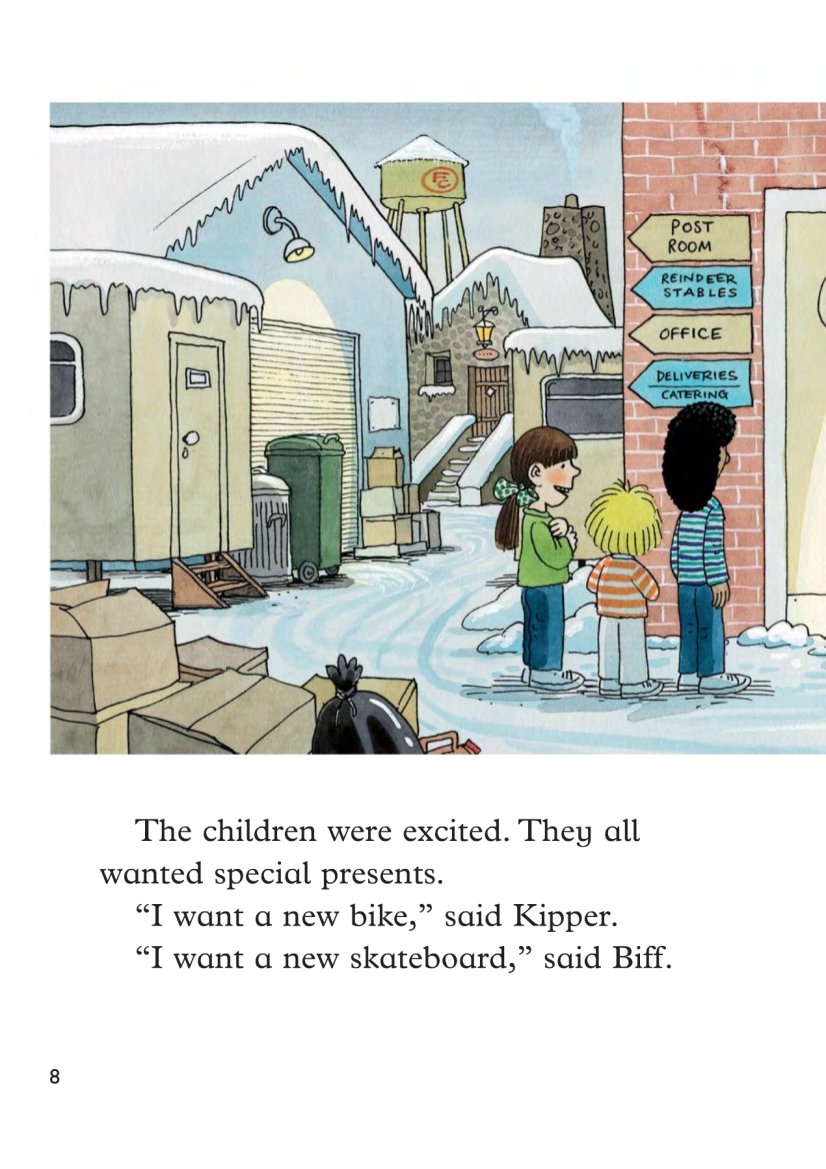 FC
POST
ROOM
REINDEER
STABLES
OFFICE
DELIVERIES
CATERING
The children were excited. They all
wanted special presents.
“I want a new bike,” said Kipper.
“I want a new skateboard,” said Biff.
8